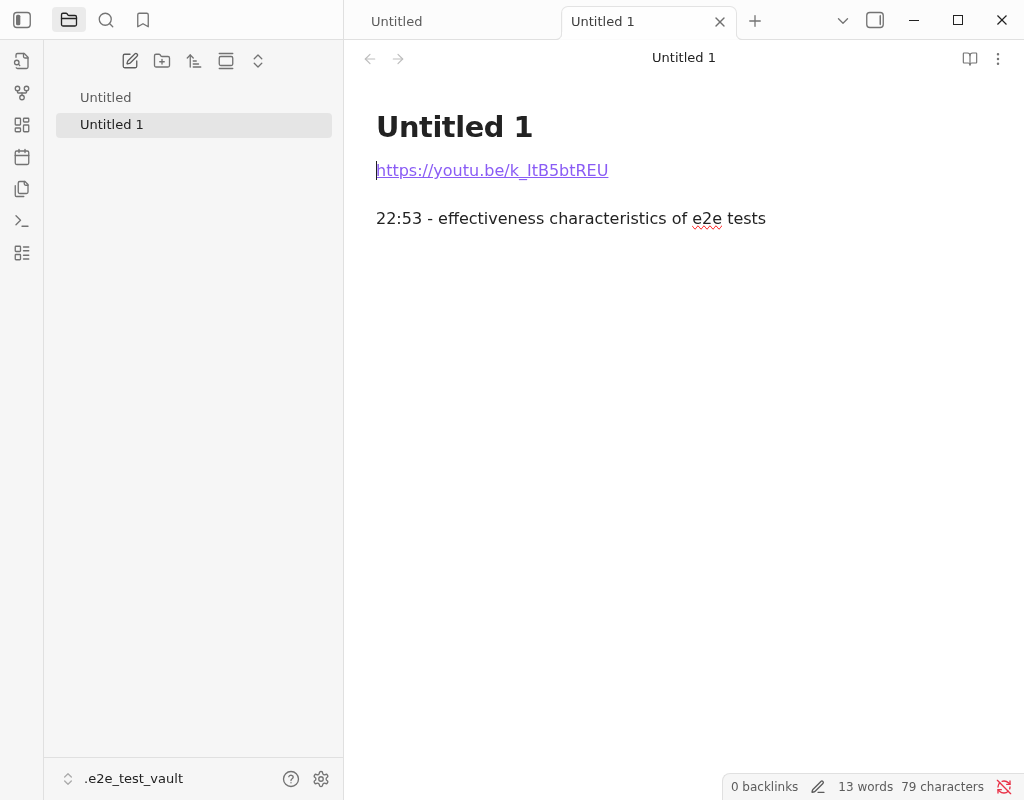 Untitled
Untitled 1
Untitled 1
Untitled
Untitled 1
Untitled 1
https://youtu.be/k_ItB5btREU
22:53 - effectiveness characteristics of e2e tests
.e2e_test_vault
0 backlinks 13 words 79 characters